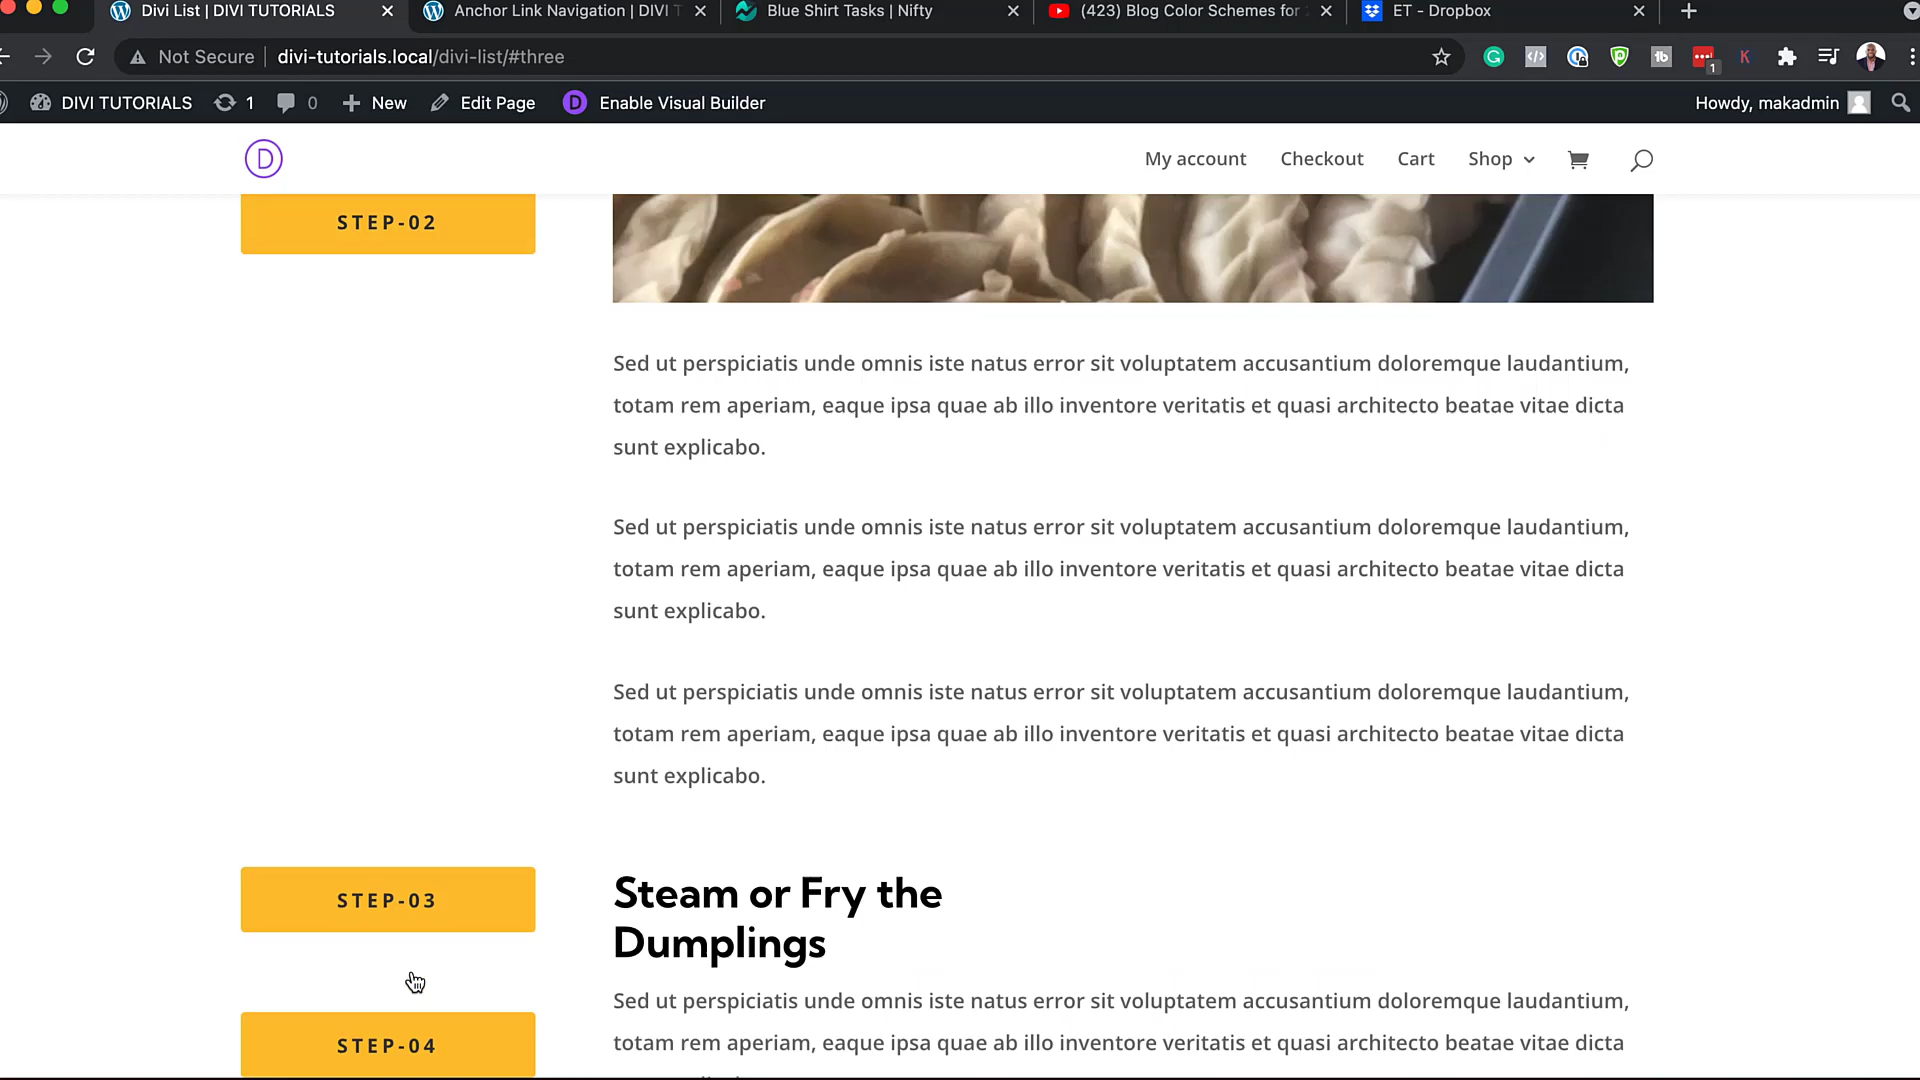 Divi List | DIVI TUTORIALS
Anchor Link Navigation | DIVI T
Blue Shirt Tasks | Nifty
(423) Blog Color Schemes for 2
ET - Dropbox
Not Secure
divi-tutorials.local/divi-list/#three
1
DIVI TUTORIALS
1
0
New
Edit Page
D
Enable Visual Builder
Howdy, makadmin
D
My account
Checkout
Cart
Shop
STEP-02
Sed ut perspiciatis unde omnis iste natus error sit voluptatem accusantium doloremque laudantium,
totam rem aperiam, eaque ipsa quae ab illo inventore veritatis et quasi architecto beatae vitae dicta
sunt explicabo.
Sed ut perspiciatis unde omnis iste natus error sit voluptatem accusantium doloremque laudantium,
totam rem aperiam, eaque ipsa quae ab illo inventore veritatis et quasi architecto beatae vitae dicta
sunt explicabo.
Sed ut perspiciatis unde omnis iste natus error sit voluptatem accusantium doloremque laudantium,
totam rem aperiam, eaque ipsa quae ab illo inventore veritatis et quasi architecto beatae vitae dicta
sunt explicabo.
STEP-03
Steam or Fry the
Dumplings
Sed ut perspiciatis unde omnis iste natus error sit voluptatem accusantium doloremque laudantium,
STEP-04
totam rem aperiam, eaque ipsa quae ab illo inventore veritatis et quasi architecto beatae vitae dicta